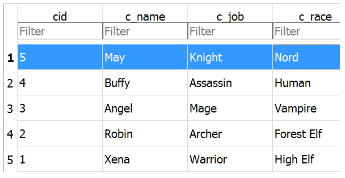 cid c_name c_job c_race
Filter Filter Filter Filter
1 5 May Knight Nord
2 4 Buffy Assassin Human
3 3 Angel Mage Vampire
4 2 Robin Archer Forest Elf
5 1 Xena Warrior High Elf